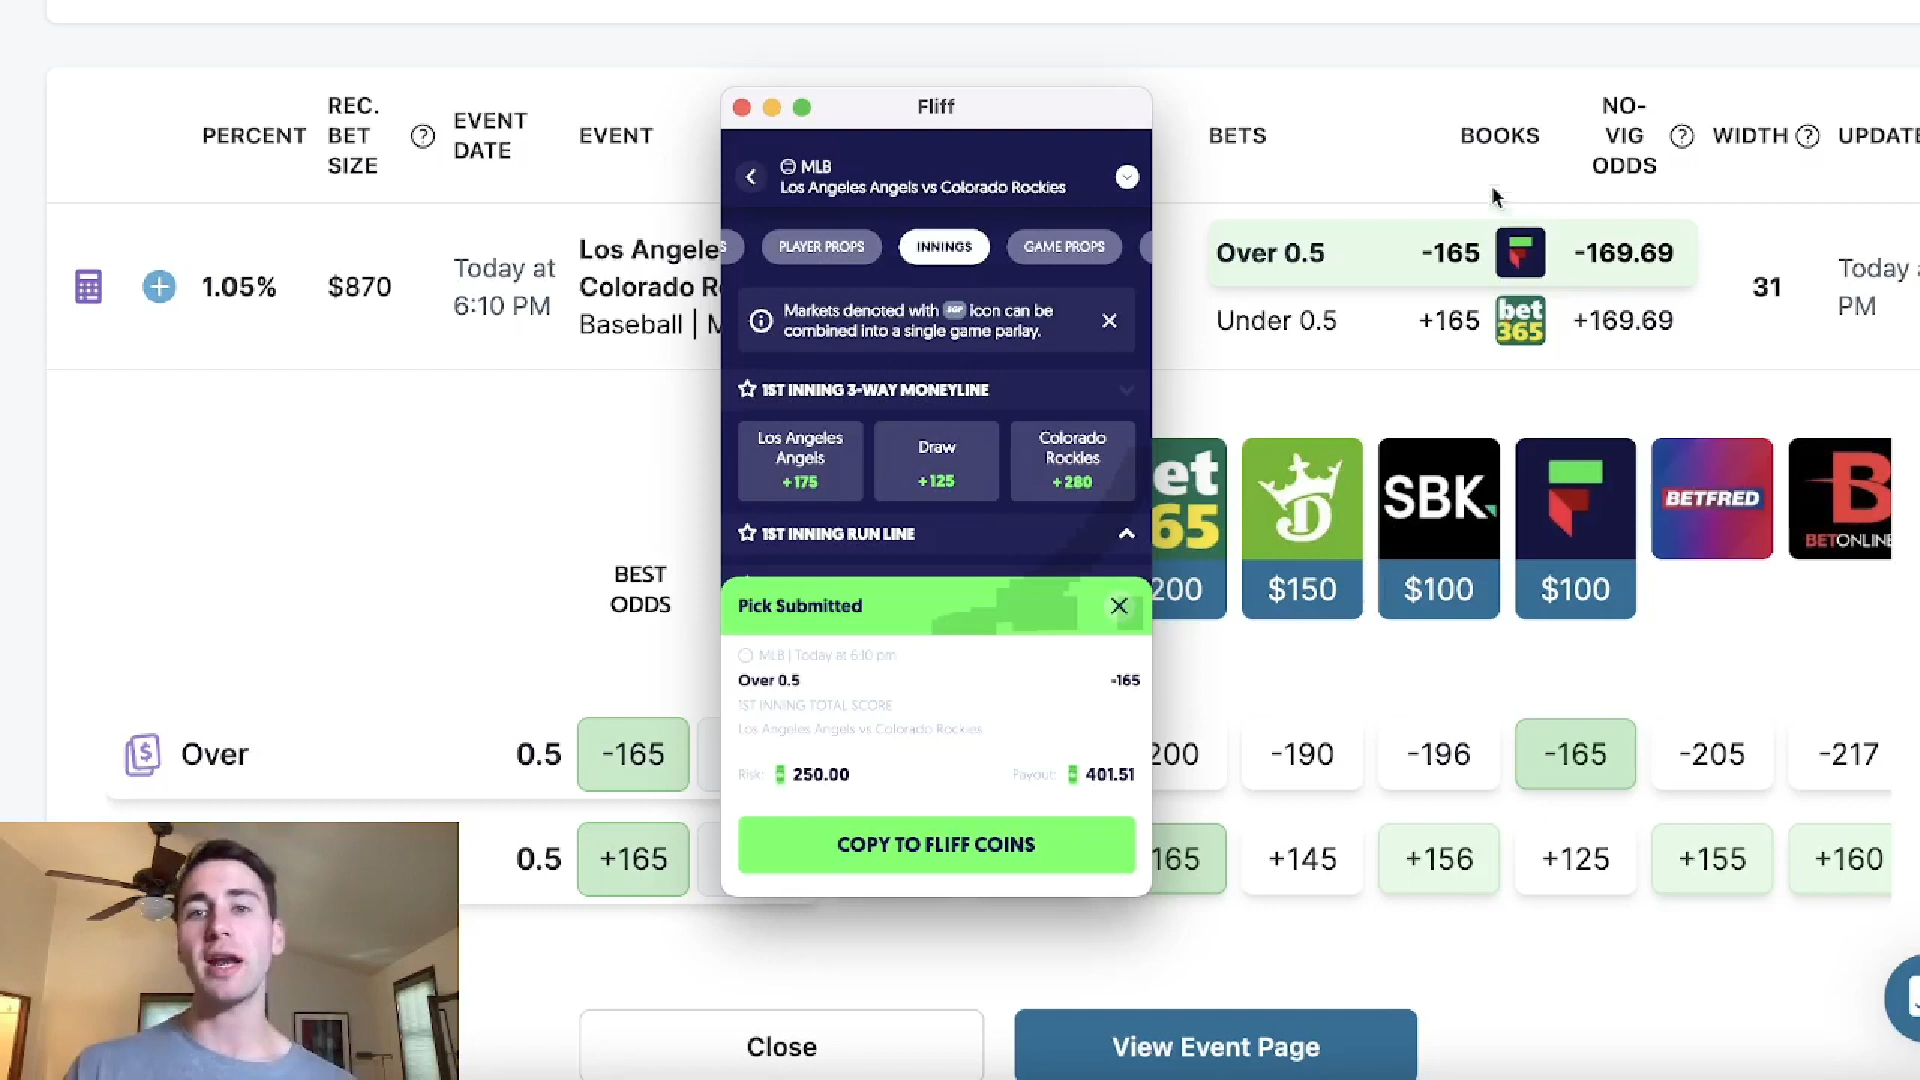 PERCENT
REC.
BET
SIZE
EVENT
DATE
EVENT
BETS
BOOKS
NO-
VIG
ODDS
WIDTH
1.05%
$870
Today at
6:10 PM
Los Angele
Colorado R
Baseball |
Over 0.5
-165
-169.69
Under 0.5
+165
bet
365
+169.69
31
Today
PM
Fliff
MLB
Los Angeles Angels vs Colorado Rockies
PLAYER PROPS
INNINGS
GAME PROPS
Markets denoted with SGP icon can be
combined into a single game parlay.
1ST INNING 3-WAY MONEYLINE
Los Angeles
Angels
+175
Draw
+125
Colorado
Rockies
+280
1ST INNING RUN LINE
Pick Submitted
MLB | Today at 6:10 pm
Over 0.5
-165
1ST INNING TOTAL SCORE
Los Angeles Angels vs Colorado Rockies
Risk:
250.00
Payout:
401.51
COPY TO FLIFF COINS
BEST
ODDS
et
65
SBK
BETFRED
B
BETONLINE
200
$150
$100
$100
Over
0.5
-165
200
-190
-196
-165
-205
-217
0.5
+165
165
+145
+156
+125
+155
+160
Close
View Event Page